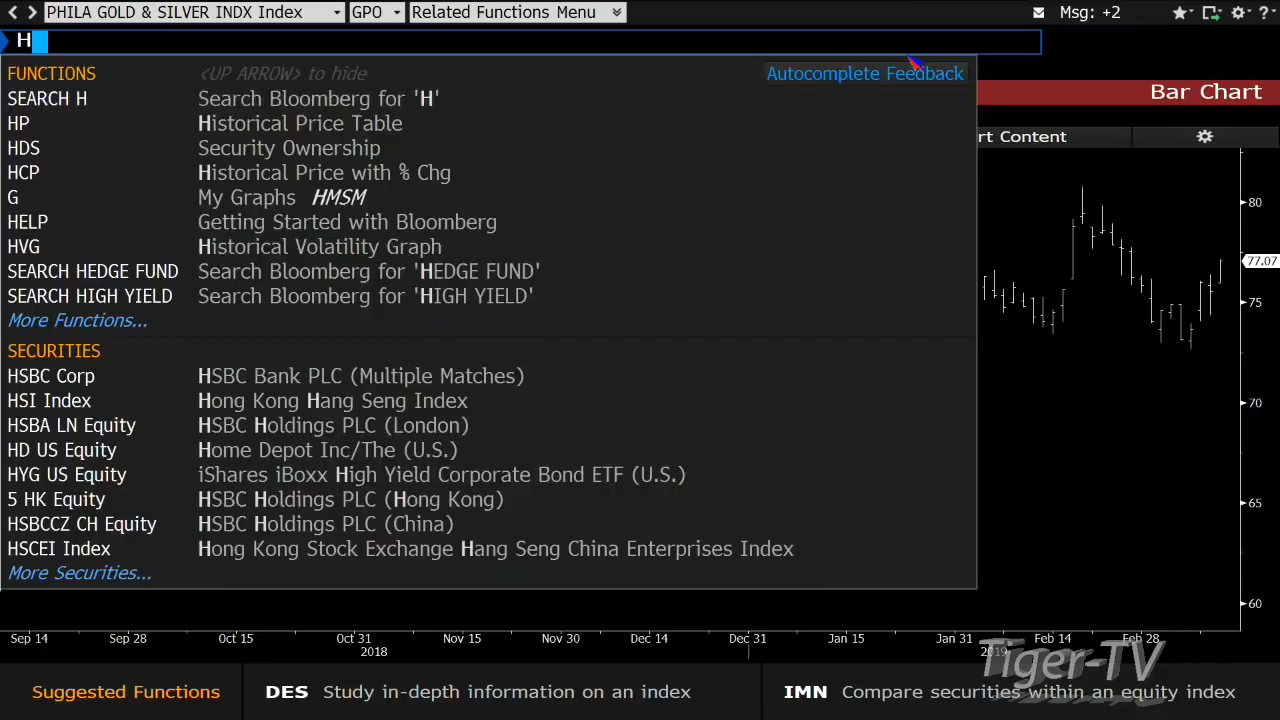 PHILA GOLD & SILVER INDX Index GPO Related Functions Menu Msg: +2 ?
H
FUNCTIONS <UP ARROW> to hide Autocomplete Feedback
SEARCH H Search Bloomberg for 'H'
Bar Chart
HP Historical Price Table
rt Content
HDS Security Ownership
HCP Historical Price with % Chg
G My Graphs HMSM
HELP Getting Started with Bloomberg
HVG Historical Volatility Graph
SEARCH HEDGE FUND Search Bloomberg for 'HEDGE FUND'
SEARCH HIGH YIELD Search Bloomberg for 'HIGH YIELD'
More Functions...
SECURITIES
HSBC Corp HSBC Bank PLC (Multiple Matches)
HSI Index Hong Kong Hang Seng Index
HSBA LN Equity HSBC Holdings PLC (London)
HD US Equity Home Depot Inc/The (U.S.)
HYG US Equity iShares iBoxx High Yield Corporate Bond ETF (U.S.)
5 HK Equity HSBC Holdings PLC (Hong Kong)
HSBCCZ CH Equity HSBC Holdings PLC (China)
HSCEI Index Hong Kong Stock Exchange Hang Seng China Enterprises Index
More Securities...
80
77.07
75
70
65
60
Sep 14 Sep 28 Oct 15 Oct 31 Nov 15 Nov 30 Dec 14 Dec 31 Jan 15 Jan 31 Feb 14 Feb 28
2018 2019
Tiger-TV
Suggested Functions DES Study in-depth information on an index IMN Compare securities within an equity index